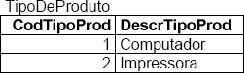 TipoDeProduto
CodTipoProd DescrTipoProd
1 Computador
2 Impressora